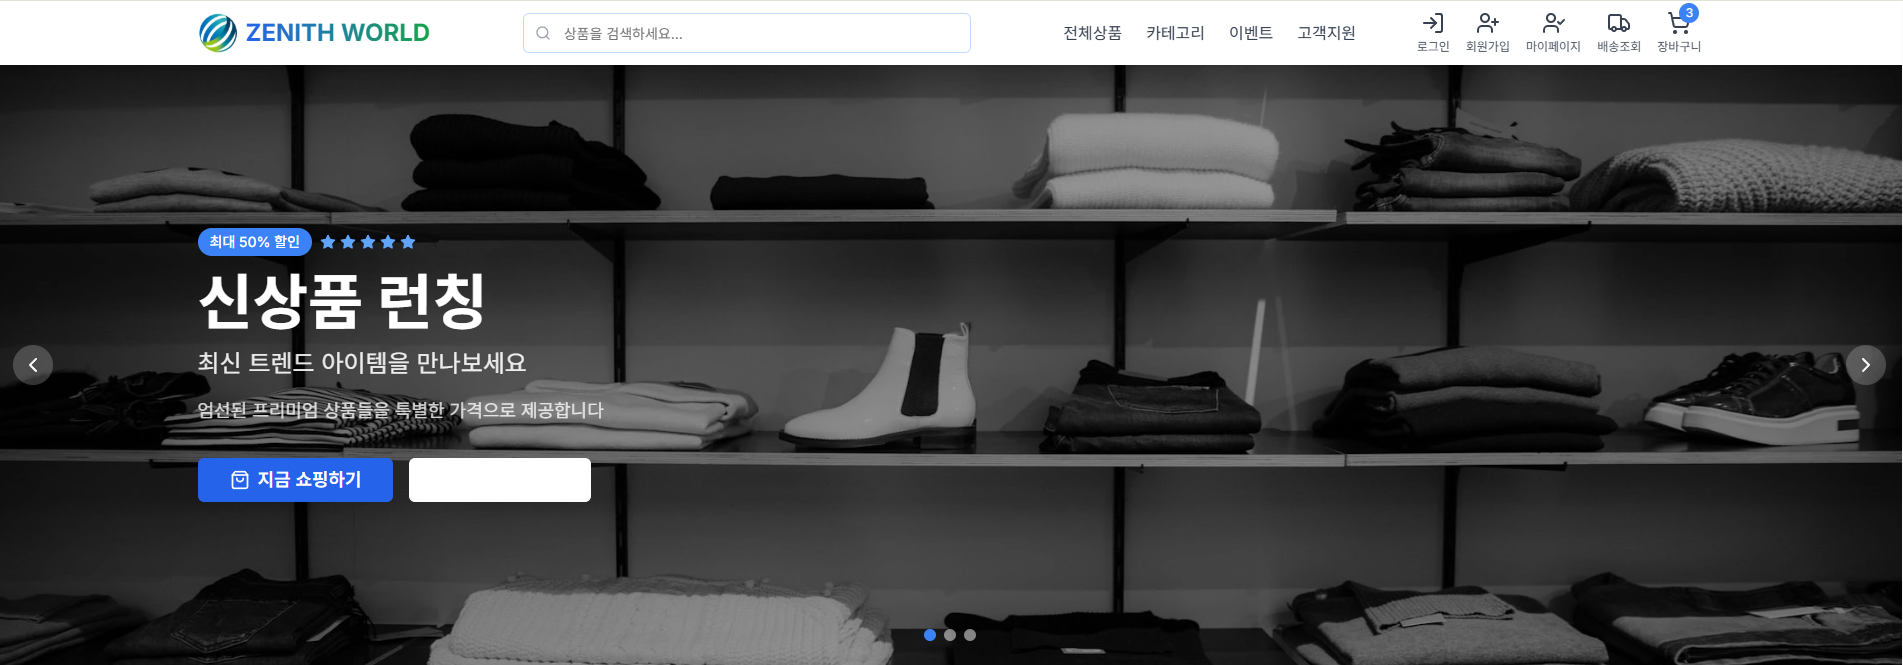 ZENITH WORLD
상품을 검색하세요...
전체상품
카테고리
이벤트
고객지원
로그인
회원가입
마이페이지
배송조회
3
장바구니
최대 50% 할인
신상품 런칭
최신 트렌드 아이템을 만나보세요
엄선된 프리미엄 상품들을 특별한 가격으로 제공합니다
지금 쇼핑하기